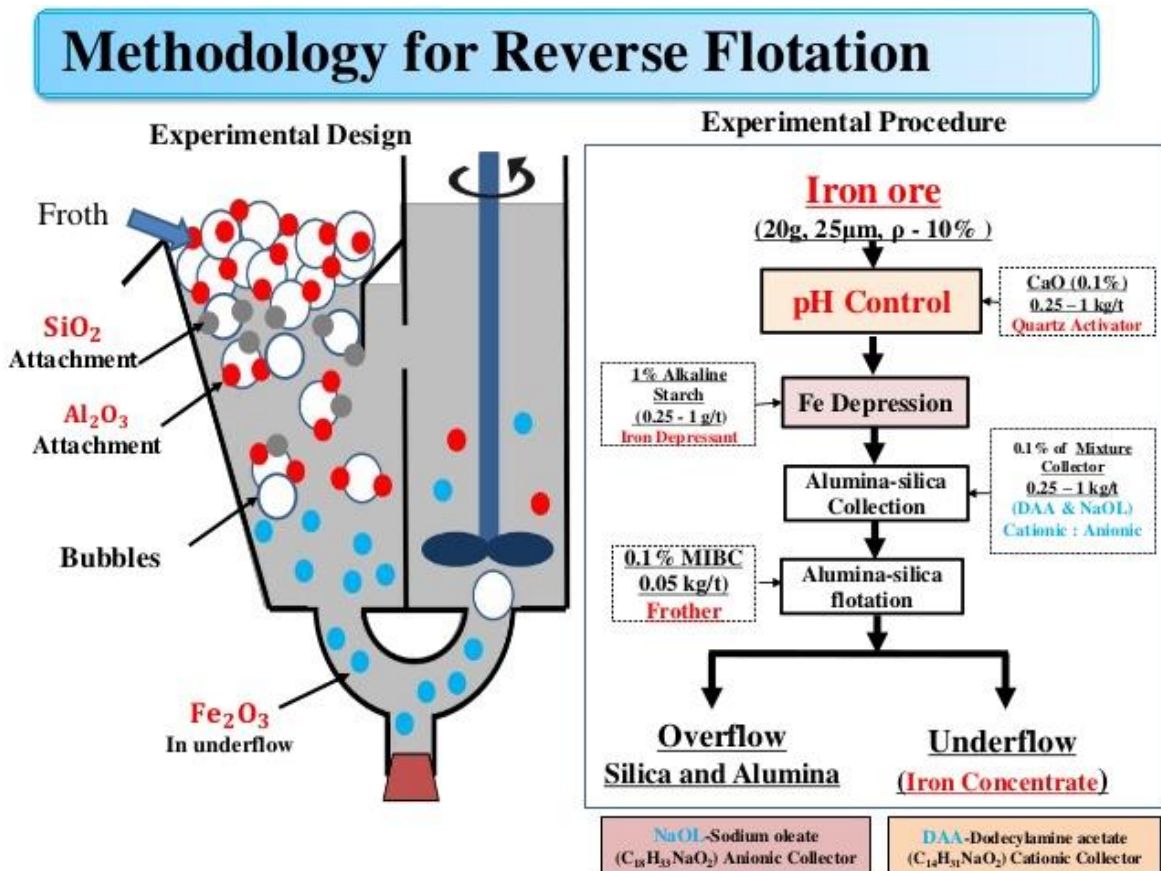 Methodology for Reverse Flotation
Experimental Design
Froth
SiO₂
Attachment
Al₂O₃
Attachment
Bubbles
Fe₂O₃
In underflow
Experimental Procedure
Iron ore
(20g, 25μm, ρ - 10% )
pH Control
CaO (0.1%)
0.25 – 1 kg/t
Quartz Activator
1% Alkaline
Starch
(0.25 - 1 g/t)
Iron Depressant
Fe Depression
0.1% of Mixture
Collector
0.25 – 1 kg/t
(DAA & NaOL)
Cationic : Anionic
Alumina-silica
Collection
0.1% MIBC
0.05 kg/t)
Frother
Alumina-silica
flotation
Overflow
Silica and Alumina
Underflow
(Iron Concentrate)
NaOL-Sodium oleate
(C₁₈H₃₃NaO₂) Anionic Collector
DAA-Dodecylamine acetate
(C₁₄H₃₁NaO₂) Cationic Collector